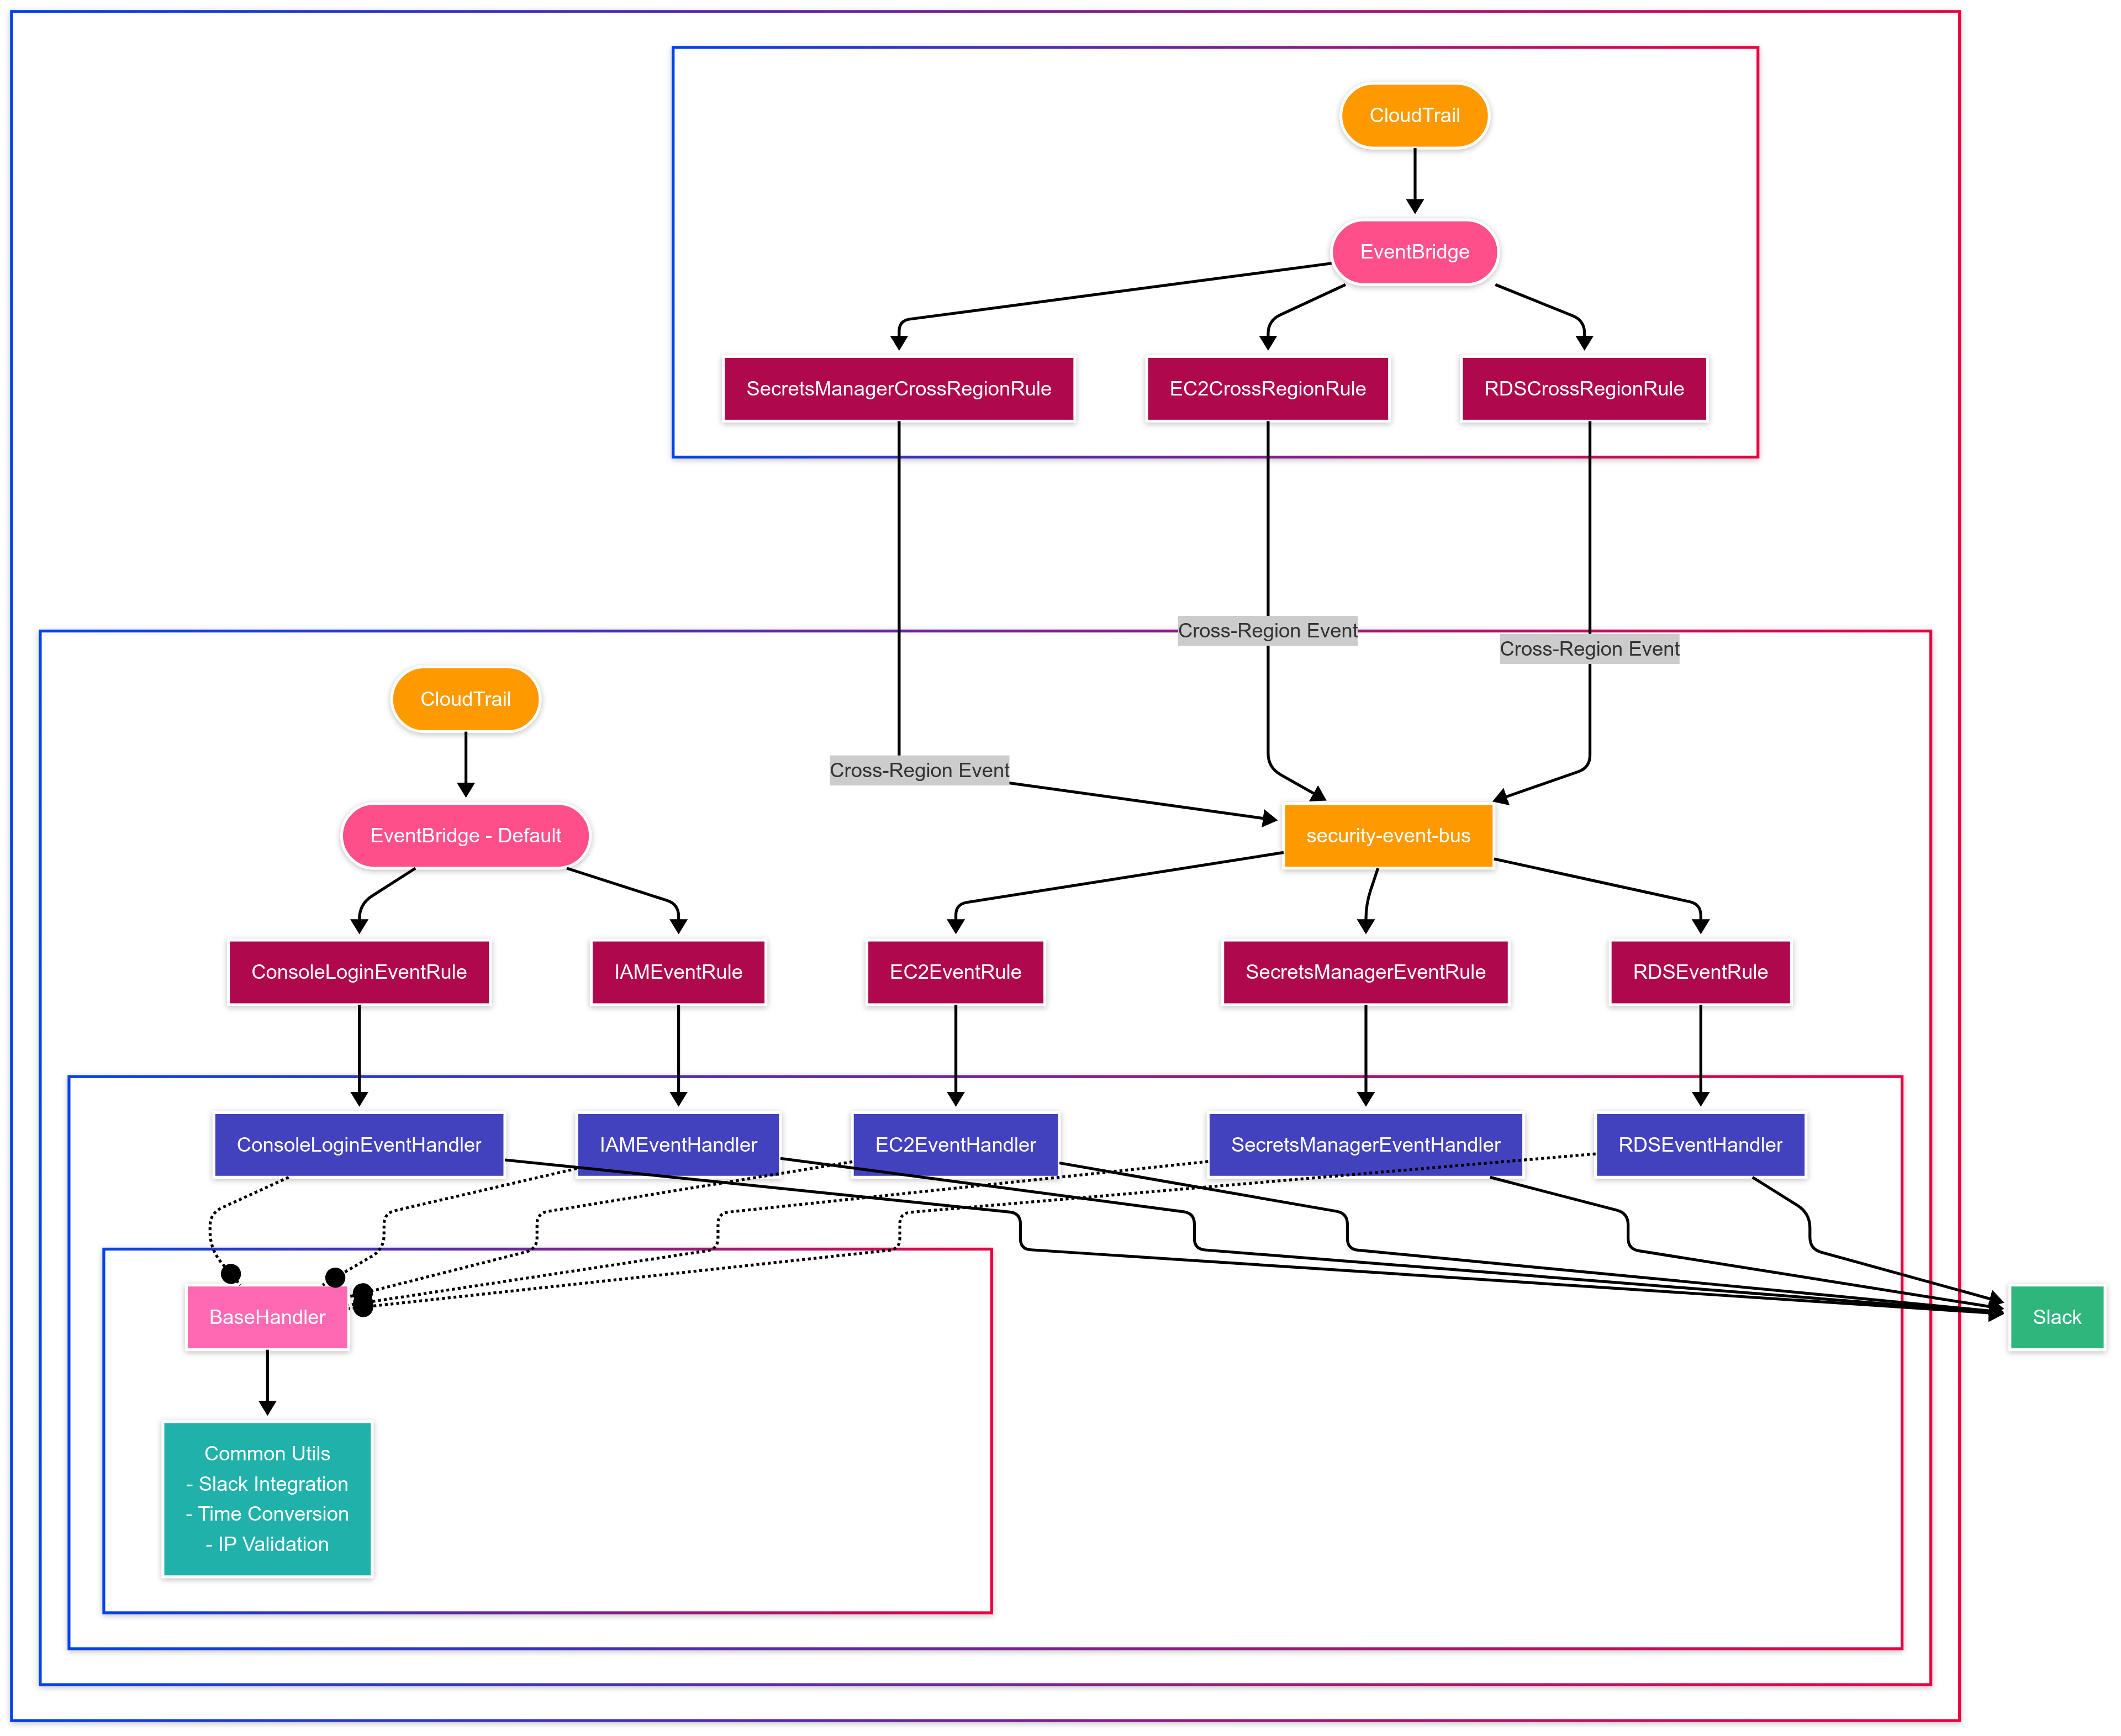 CloudTrail
EventBridge
SecretsManagerCrossRegionRule
EC2CrossRegionRule
RDSCrossRegionRule
Cross-Region Event
Cross-Region Event
CloudTrail
Cross-Region Event
EventBridge - Default
security-event-bus
ConsoleLoginEventRule
IAMEventRule
EC2EventRule
SecretsManagerEventRule
RDSEventRule
ConsoleLoginEventHandler
IAMEventHandler
EC2EventHandler
SecretsManagerEventHandler
RDSEventHandler
BaseHandler
Slack
Common Utils
- Slack Integration
- Time Conversion
- IP Validation